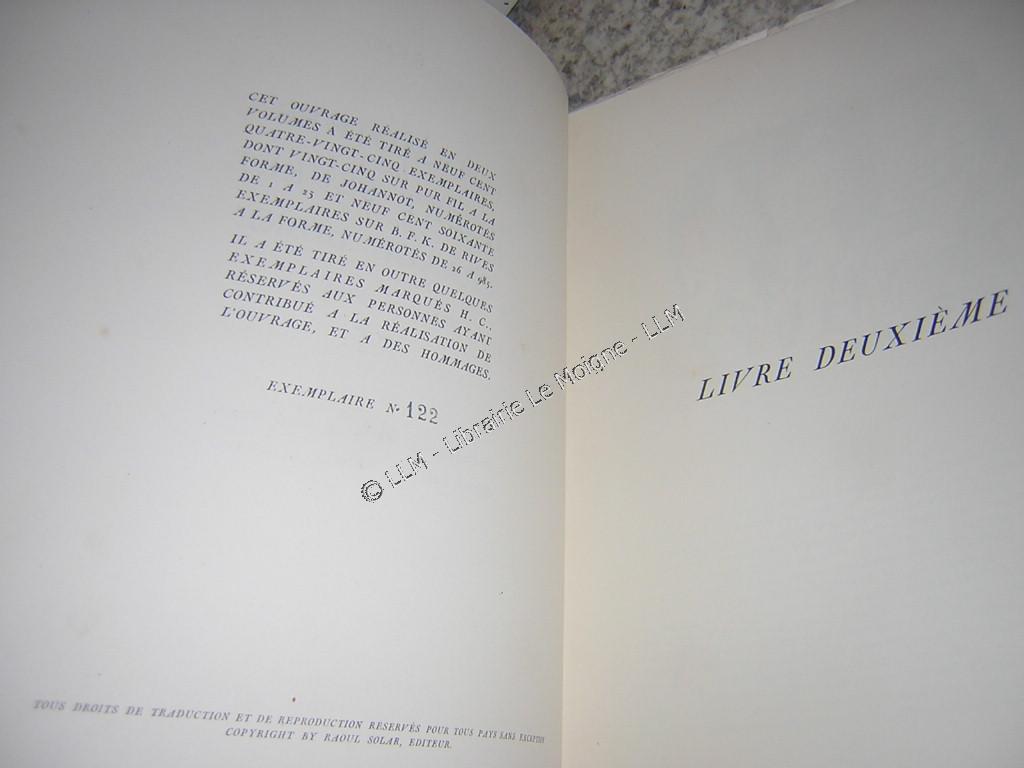 CET OUVRAGE RÉALISÉ EN DEUX
VOLUMES A ÉTÉ TIRÉ A NEUF CENT
QUATRE-VINGT-CINQ EXEMPLAIRES,
DONT VINGT-CINQ SUR PUR FIL A LA
FORME, DE JOHANNOT, NUMÉROTÉS
DE 1 A 25 ET NEUF CENT SOIXANTE
EXEMPLAIRES SUR B. F. K. DE RIVES
A LA FORME, NUMÉROTÉS DE 26 A 985.
IL A ÉTÉ TIRÉ EN OUTRE QUELQUES
EXEMPLAIRES MARQUÉS H. C.,
RÉSERVÉS AUX PERSONNES AYANT
CONTRIBUÉ A LA RÉALISATION DE
L'OUVRAGE, ET A DES HOMMAGES.
EXEMPLAIRE N° 122
TOUS DROITS DE TRADUCTION ET DE REPRODUCTION RESERVÉS POUR TOUS PAYS SANS EXCEPTION
COPYRIGHT BY RAOUL SOLAR, EDITEUR.
LIVRE DEUXIÈME
© LLM - Librairie Le Moigne - LLM